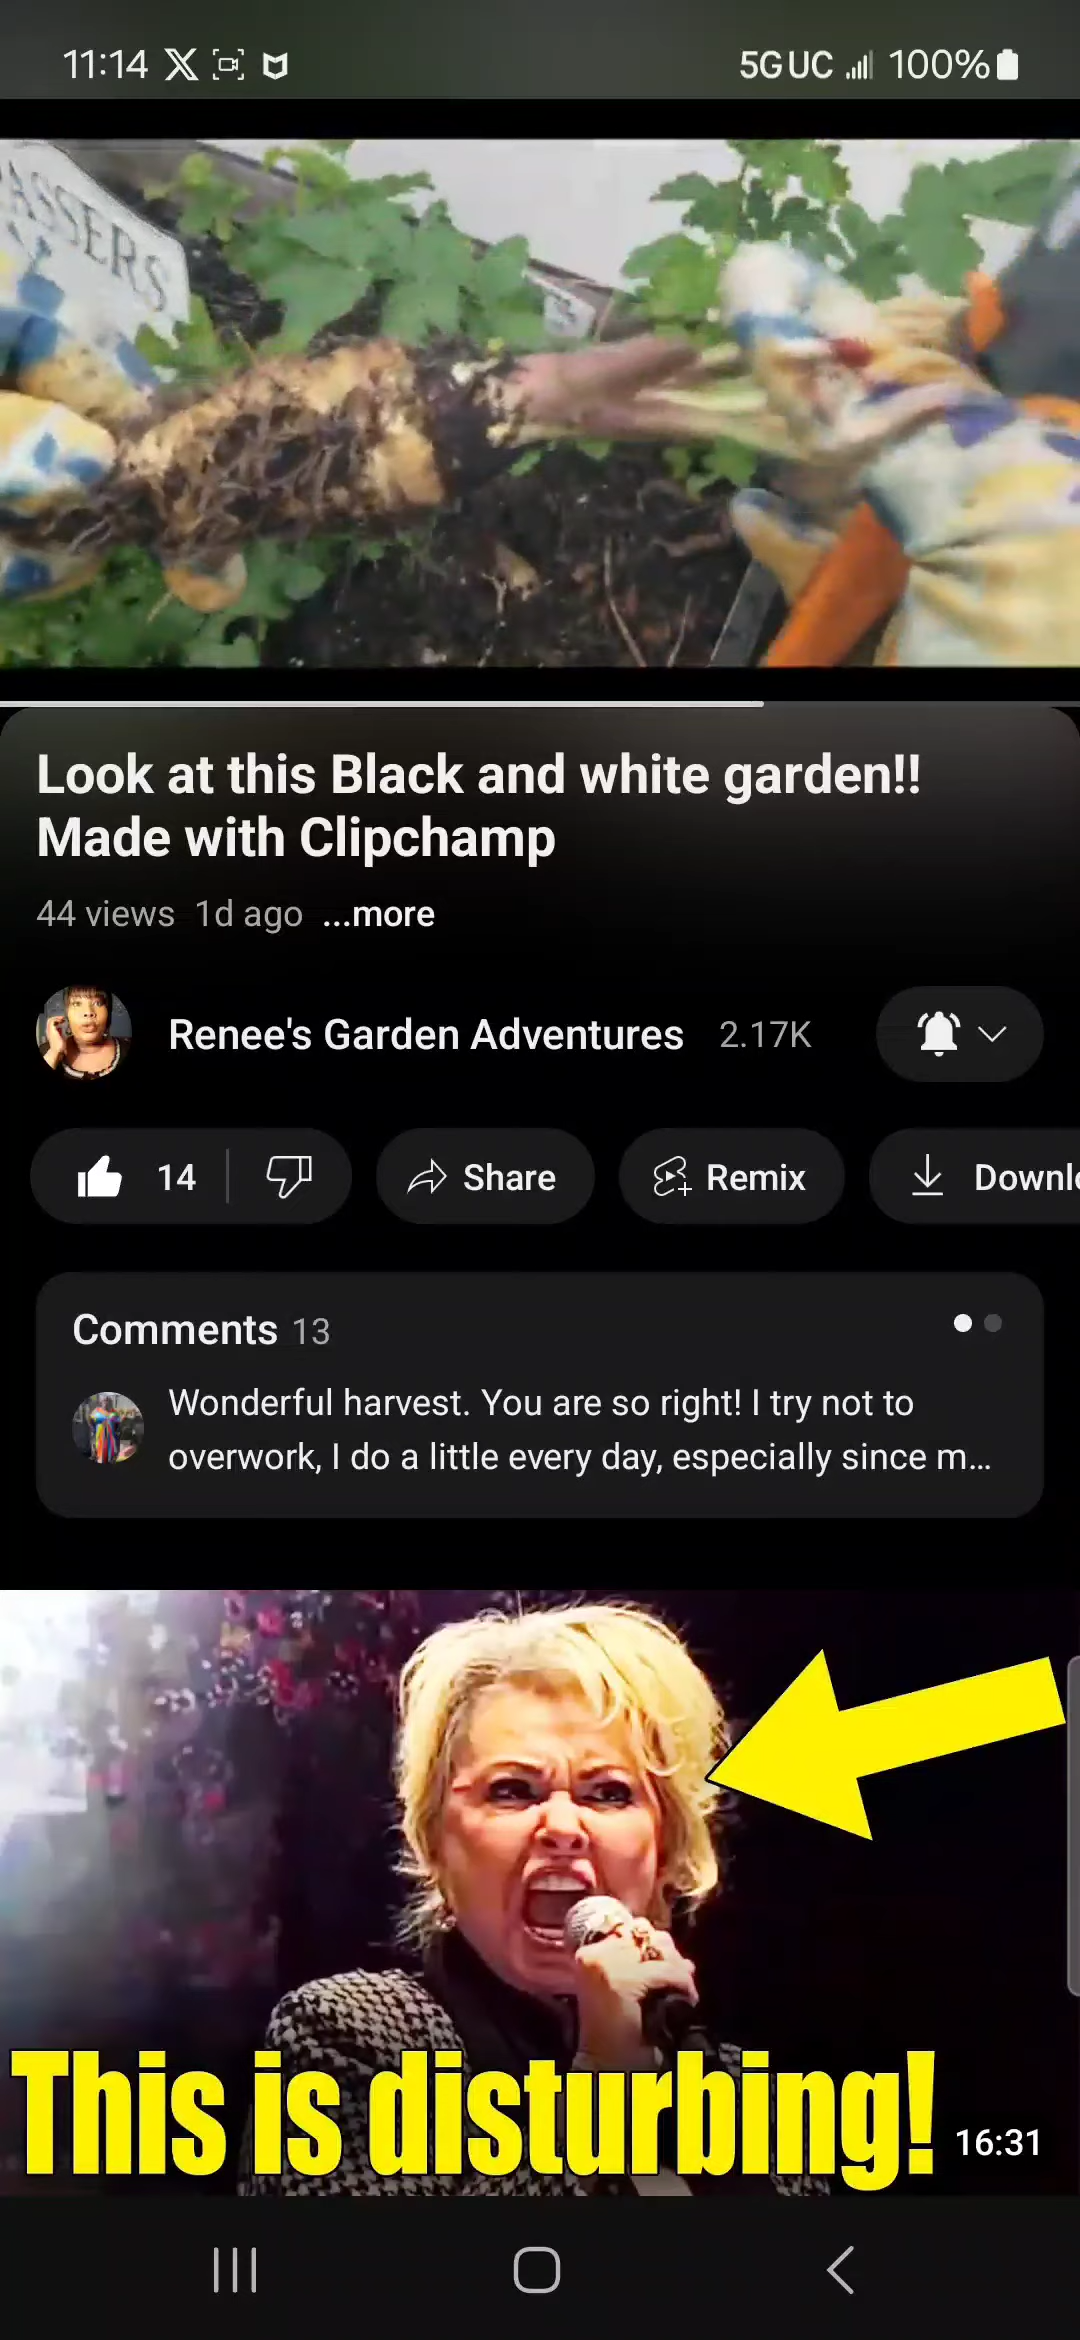 11:14 5G UC 100%
ASSERS
Look at this Black and white garden!!
Made with Clipchamp
44 views 1d ago ...more
Renee's Garden Adventures 2.17K
14 Share Remix Downlo
Comments 13
Wonderful harvest. You are so right! I try not to
overwork, I do a little every day, especially since m...
This is disturbing!
16:31